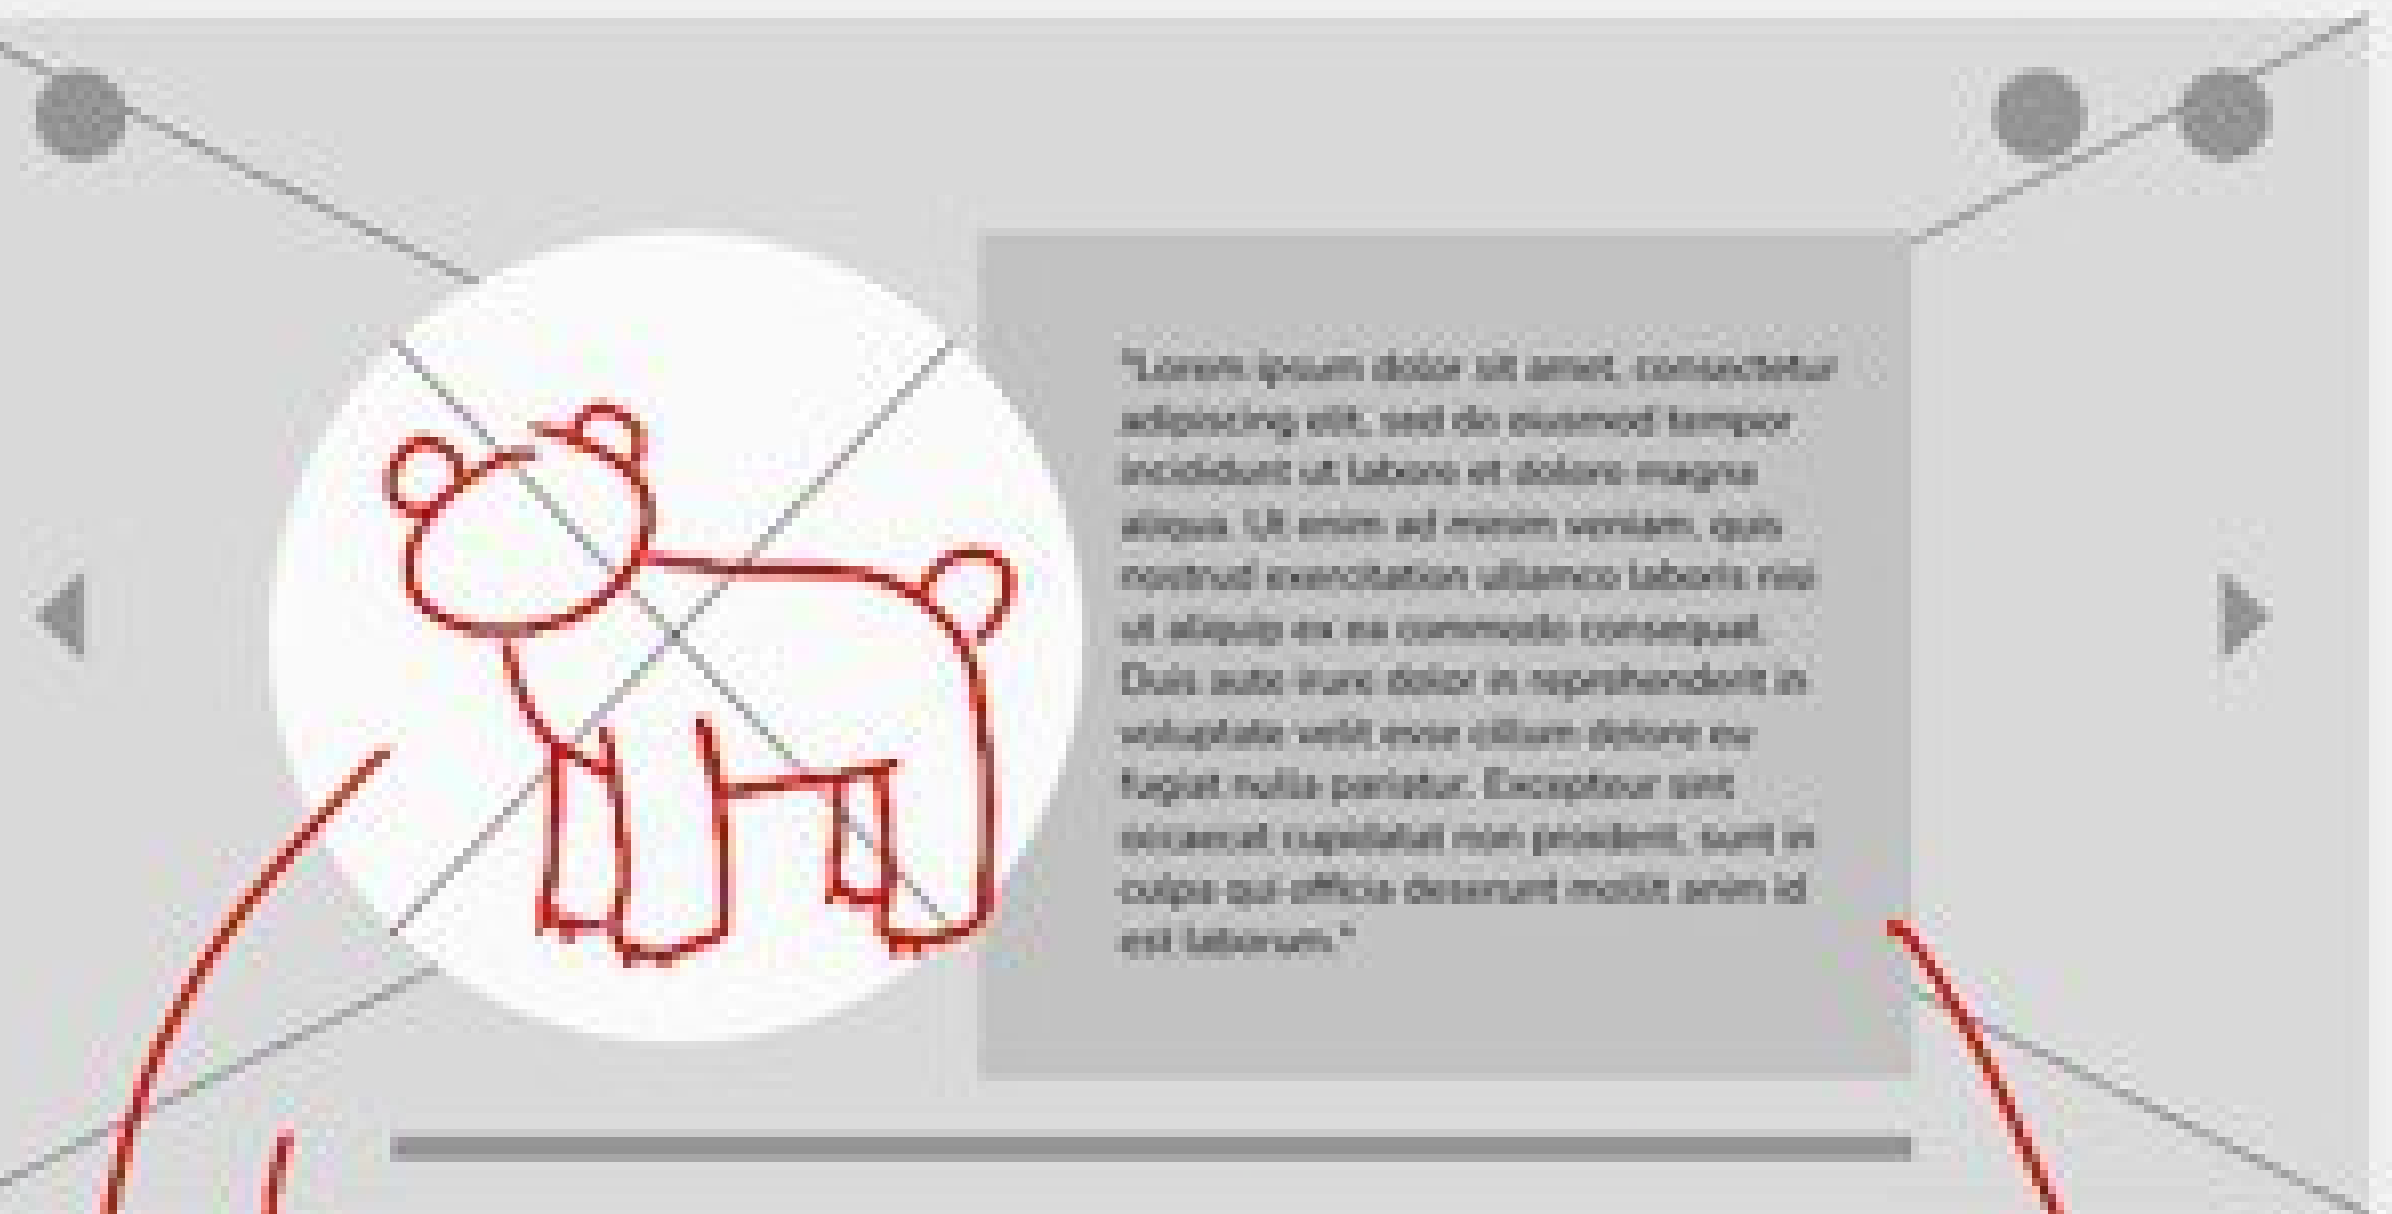 "Lorem ipsum dolor sit amet, consectetur
adipiscing elit, sed do eiusmod tempor
incididunt ut labore et dolore magna
aliqua. Ut enim ad minim veniam, quis
nostrud exercitation ullamco laboris nisi
ut aliquip ex ea commodo consequat.
Duis aute irure dolor in reprehenderit in
voluptate velit esse cillum dolore eu
fugiat nulla pariatur. Excepteur sint
occaecat cupidatat non proident, sunt in
culpa qui officia deserunt mollit anim id
est laborum."